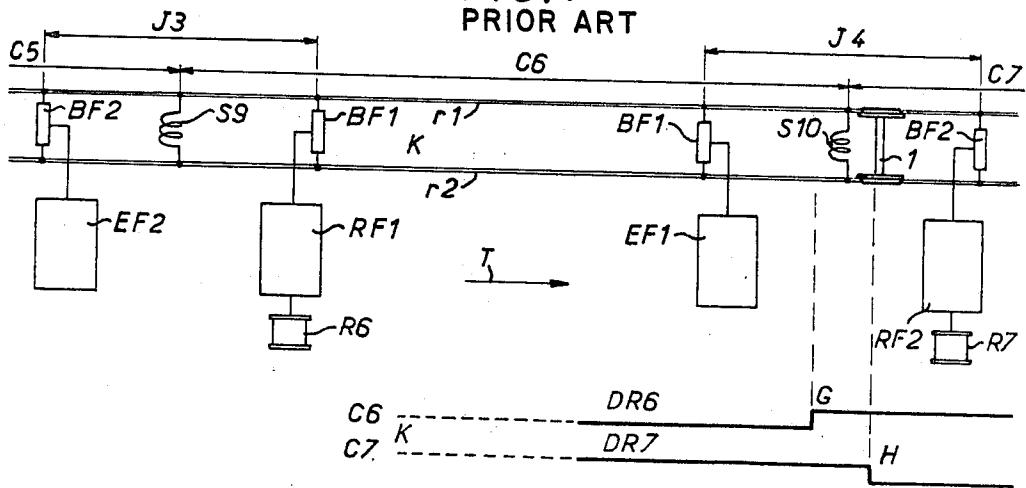 PRIOR ART
J3
J4
C5
C6
C7
BF2
S9
BF1
r1
K
BF1
S10
BF2
1
r2
EF2
RF1
T
EF1
RF2
R6
R7
C6
DR6
G
K
C7
DR7
H